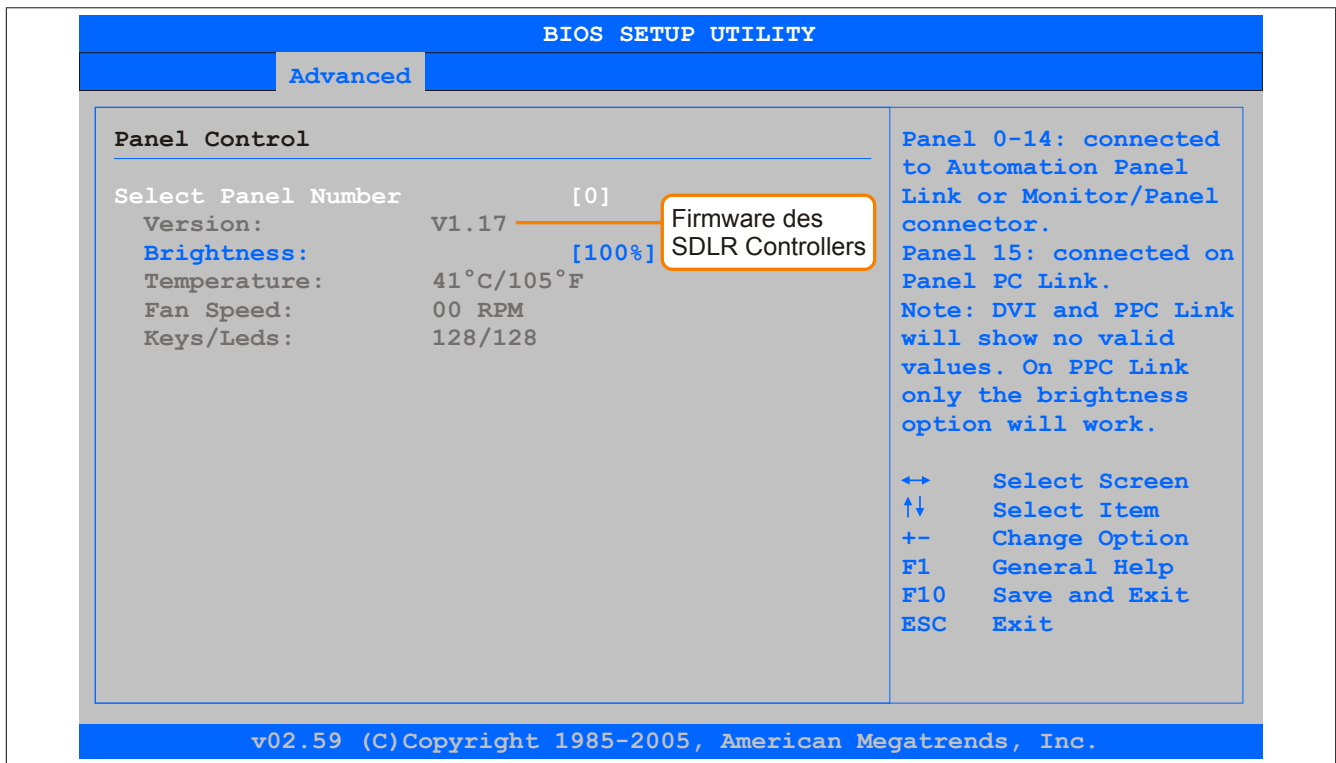 BIOS SETUP UTILITY
Advanced
Panel Control
Select Panel Number [0]
Version: V1.17
Firmware des
SDLR Controllers
Brightness: [100%]
Temperature: 41°C/105°F
Fan Speed: 00 RPM
Keys/Leds: 128/128
Panel 0-14: connected
to Automation Panel
Link or Monitor/Panel
connector.
Panel 15: connected on
Panel PC Link.
Note: DVI and PPC Link
will show no valid
values. On PPC Link
only the brightness
option will work.
↔ Select Screen
↑↓ Select Item
+- Change Option
F1 General Help
F10 Save and Exit
ESC Exit
v02.59 (C)Copyright 1985-2005, American Megatrends, Inc.